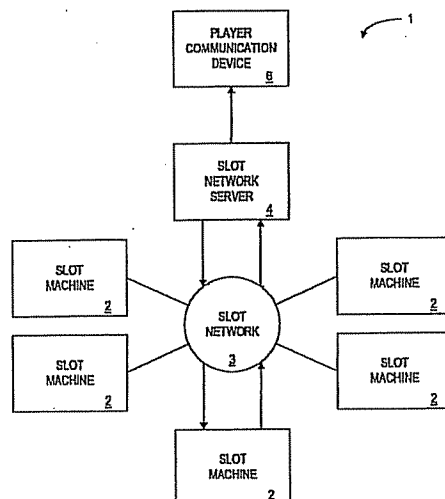 1
PLAYER
COMMUNICATION
DEVICE
6
SLOT
NETWORK
SERVER
4
SLOT
MACHINE
2
SLOT
MACHINE
2
SLOT
NETWORK
3
SLOT
MACHINE
2
SLOT
MACHINE
2
SLOT
MACHINE
2